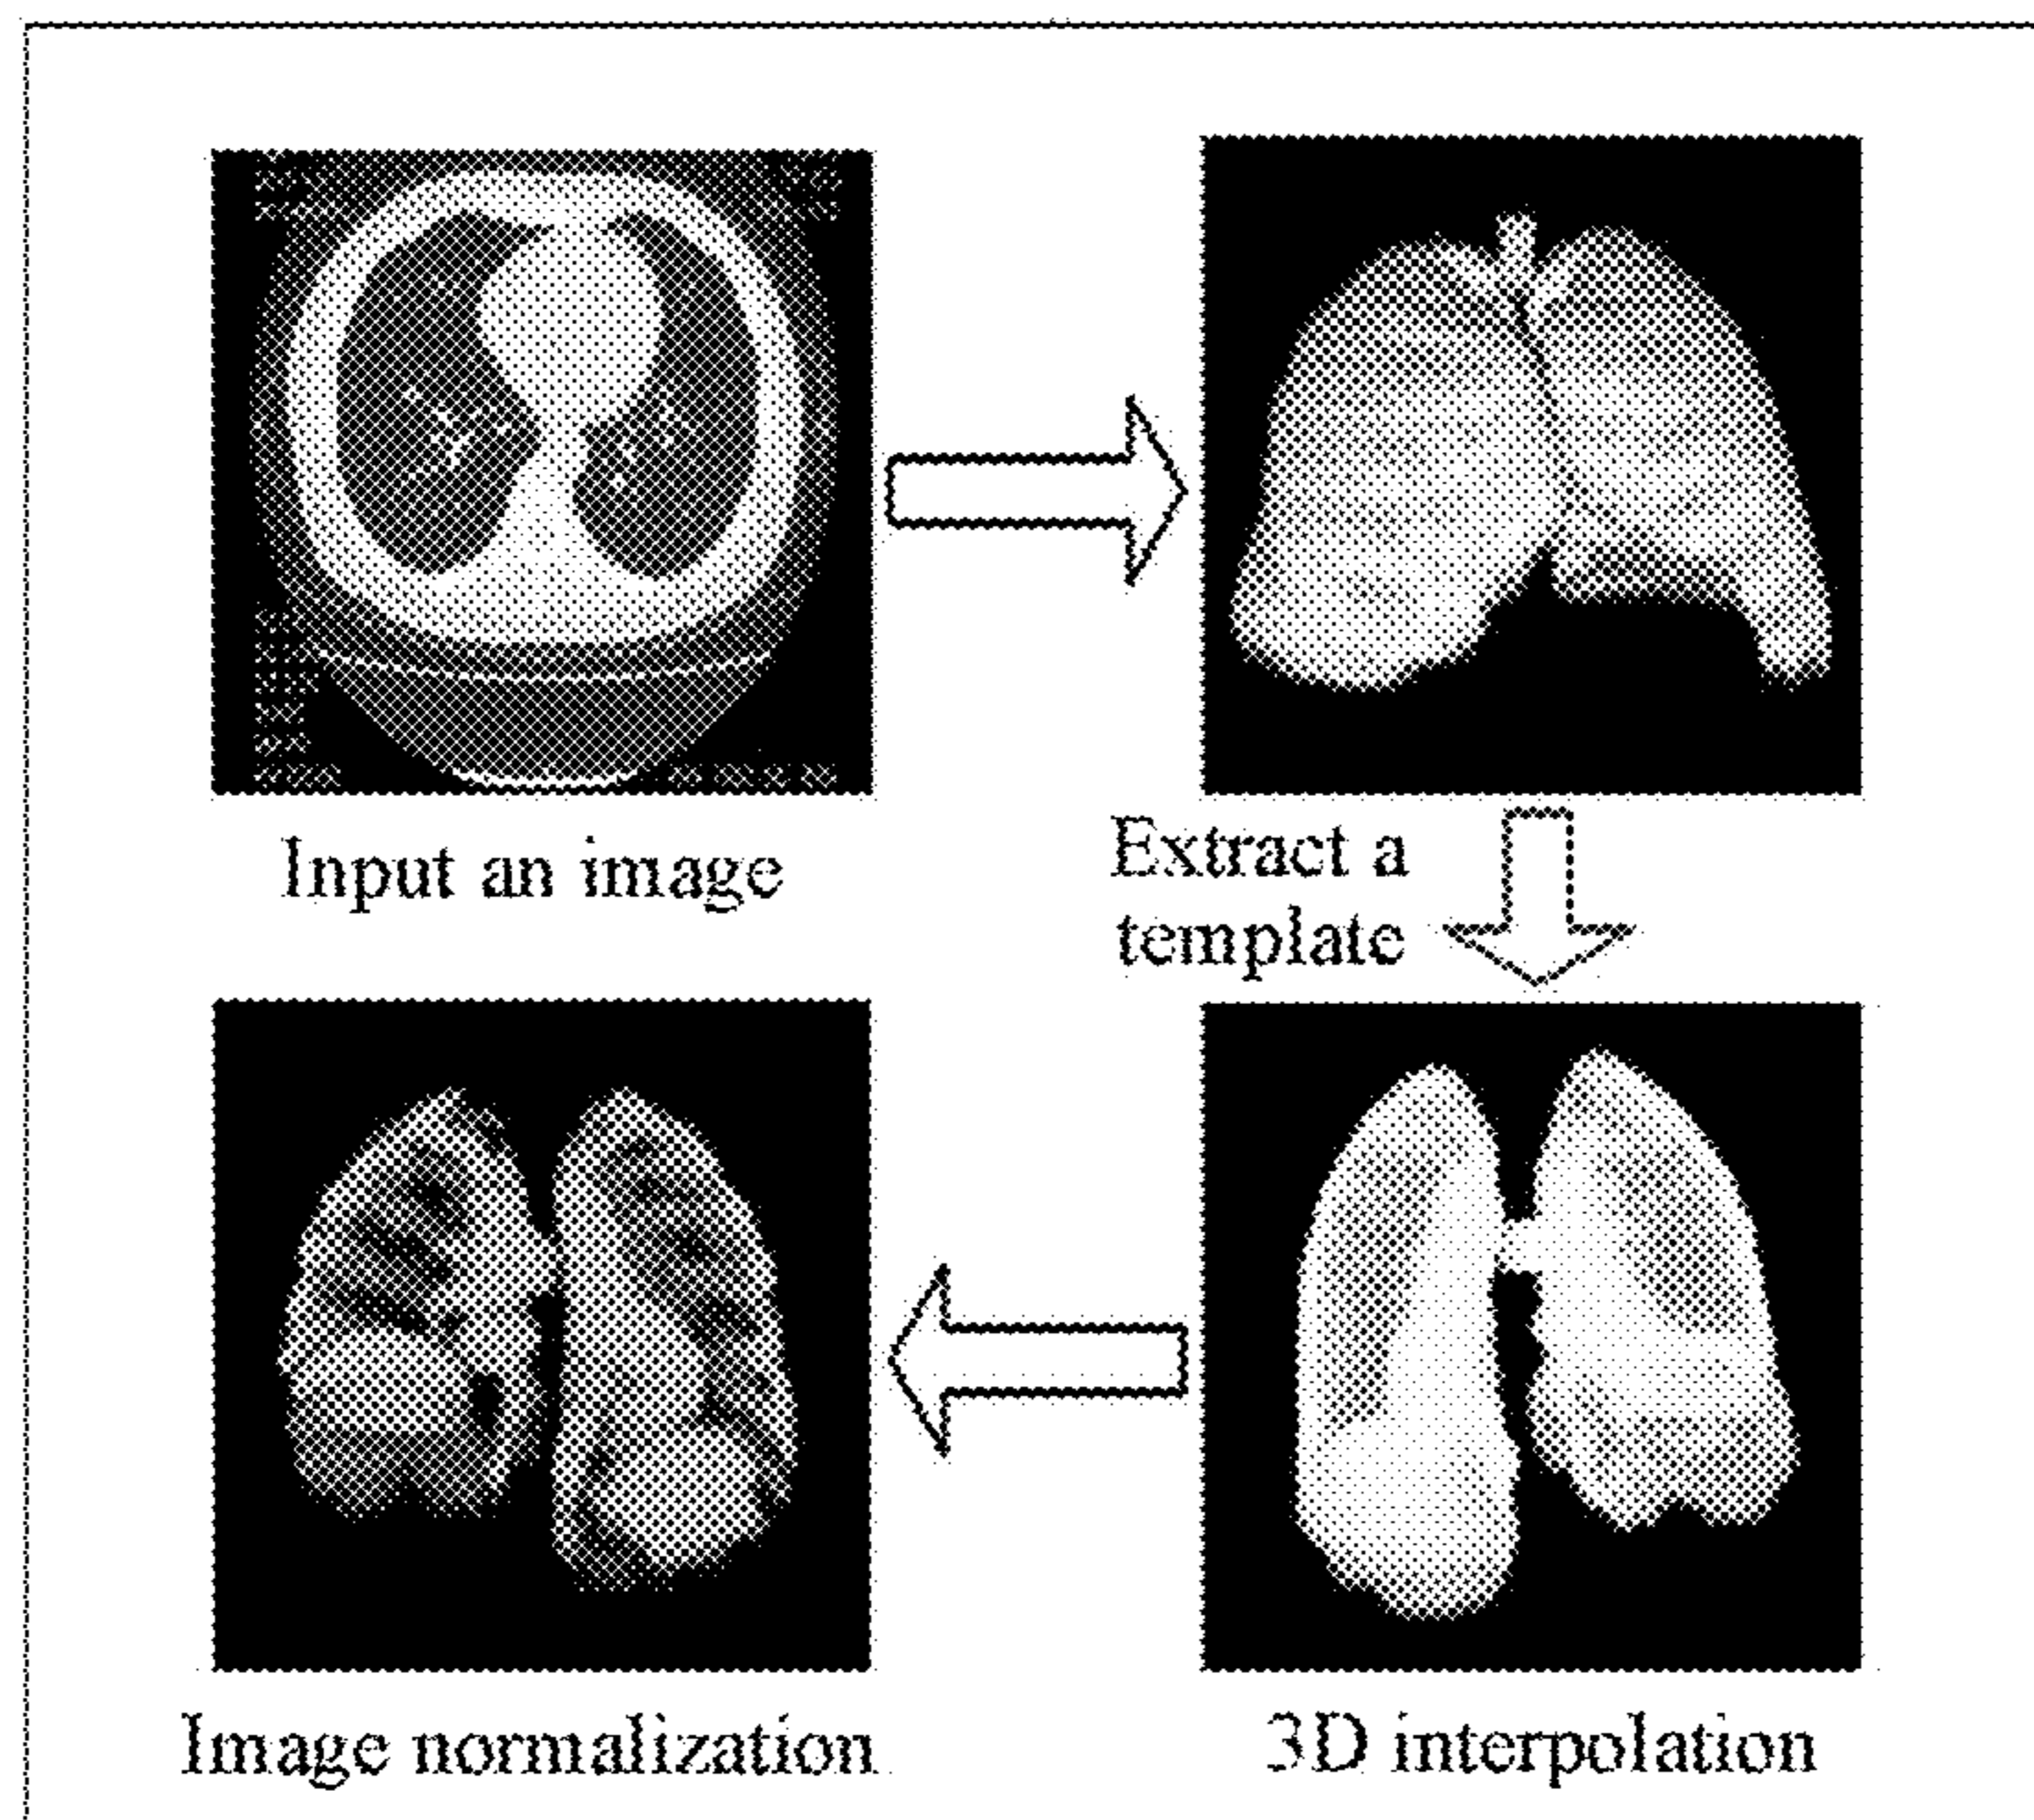 Input an image
Extract a
template
Image normalization
3D interpolation